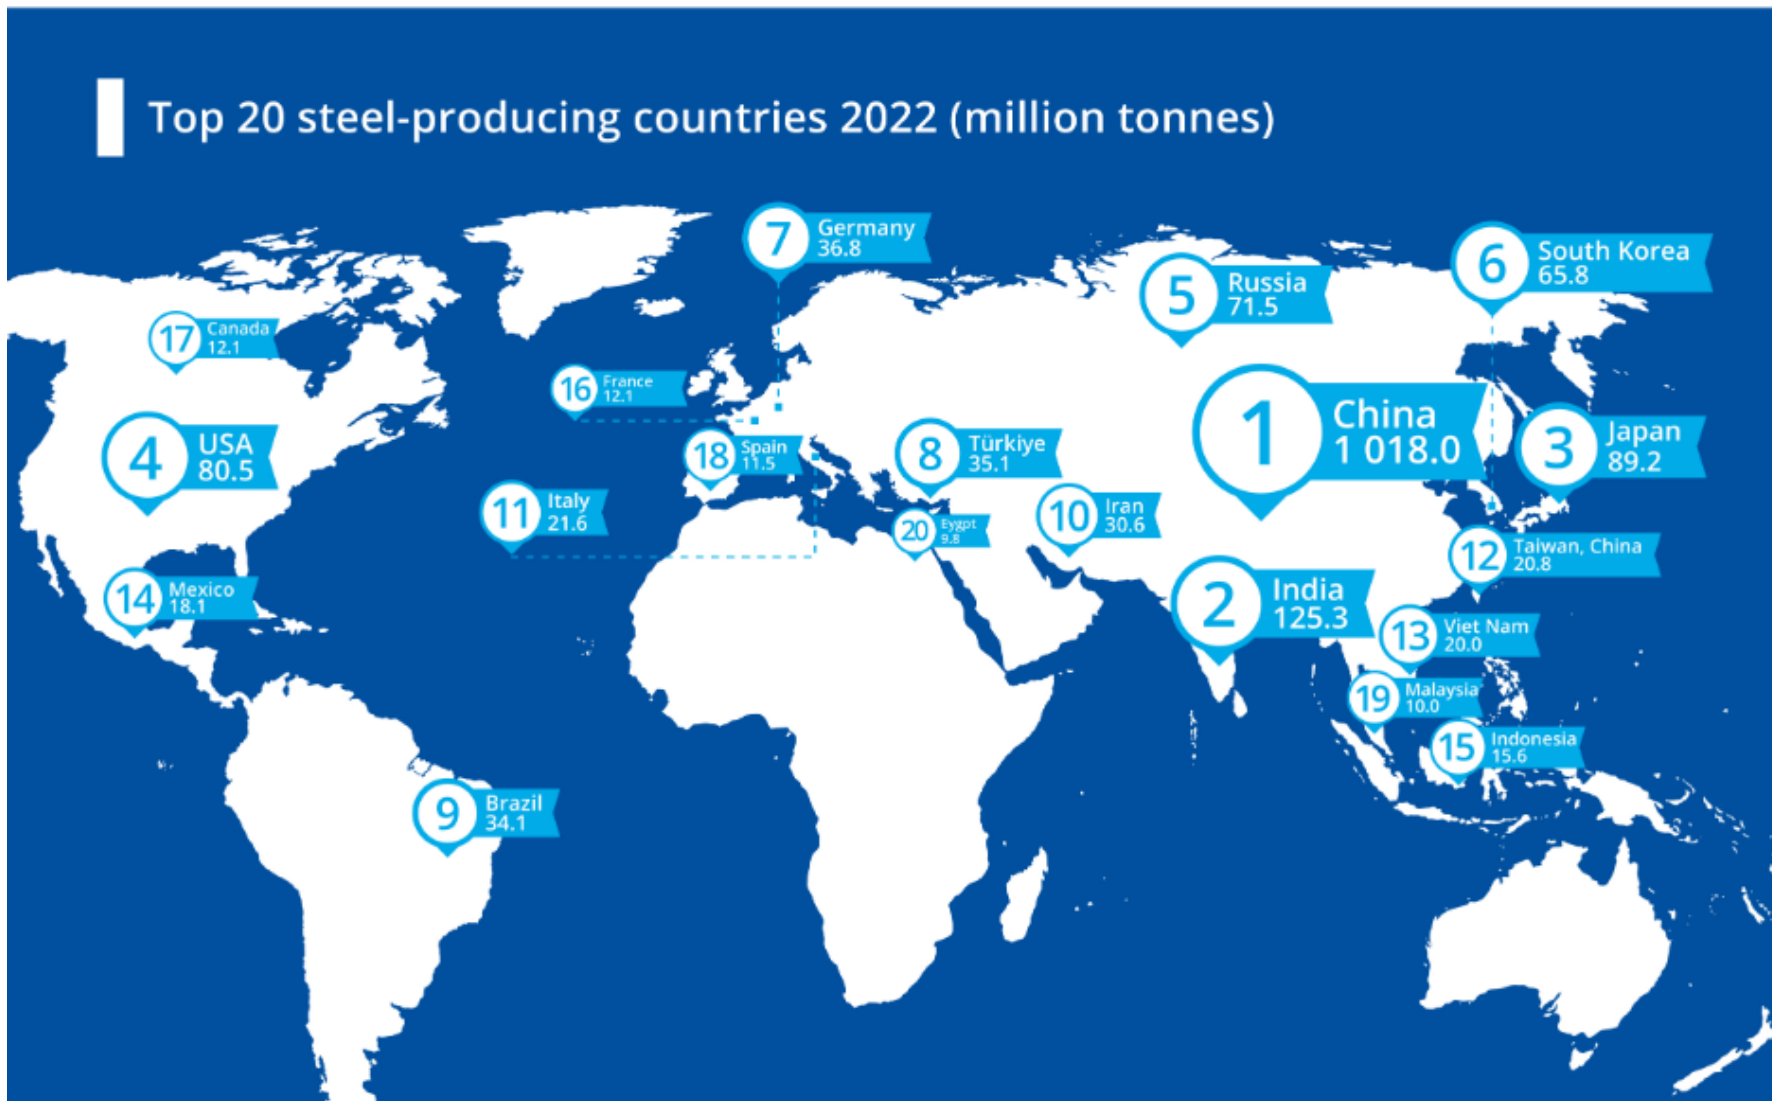 Top 20 steel-producing countries 2022 (million tonnes)
7
Germany
36.8
6
South Korea
65.8
5
Russia
71.5
17
Canada
12.1
16
France
12.1
1
China
1 018.0
4
USA
80.5
18
Spain
11.5
8
Türkiye
35.1
3
Japan
89.2
11
Italy
21.6
20
Eygpt
9.8
10
Iran
30.6
12
Taiwan, China
20.8
14
Mexico
18.1
2
India
125.3
13
Viet Nam
20.0
19
Malaysia
10.0
15
Indonesia
15.6
9
Brazil
34.1